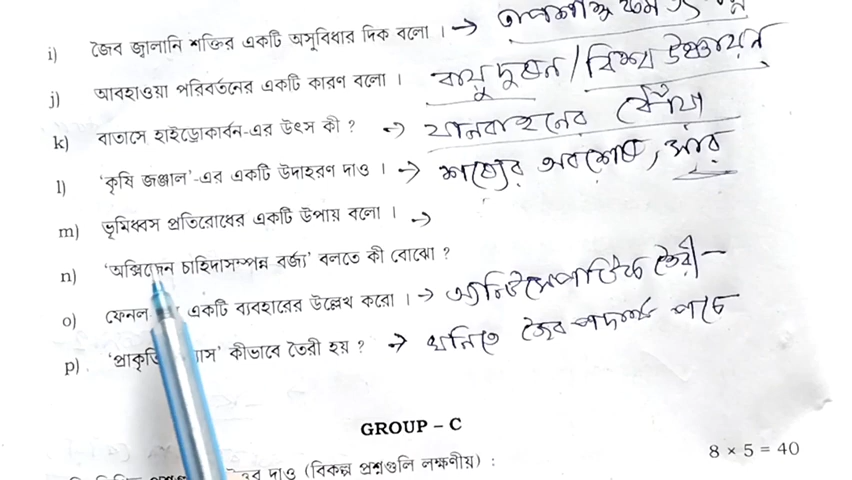 i) জৈব জ্বালানি শক্তির একটি অসুবিধার দিক বলো । →
j) আবহাওয়া পরিবর্তনের একটি কারণ বলো । বায়ু দূষন / বিশ্ব উষ্ণায়ন
k) বাতাসে হাইড্রোকার্বন-এর উৎস কী ? → যানবাহনের ধোঁয়া
l) 'কৃষি জঞ্জাল'-এর একটি উদাহরণ দাও । → শস্যের অবশেষ, সার
m) ভূমিধ্বস প্রতিরোধের একটি উপায় বলো । →
n) 'অক্সিজেন চাহিদাসম্পন্ন বর্জ্য' বলতে কী বোঝো ?
o) ফেনল একটি ব্যবহারের উল্লেখ করো । → অ্যান্টিসেপটিক তৈরী —
p) 'প্রাকৃতি কীভাবে তৈরী হয় ? → খনিতে জৈব পদার্থ পচে
GROUP – C
8 × 5 = 40
দাও (বিকল্প প্রশ্নগুলি লক্ষণীয়) :